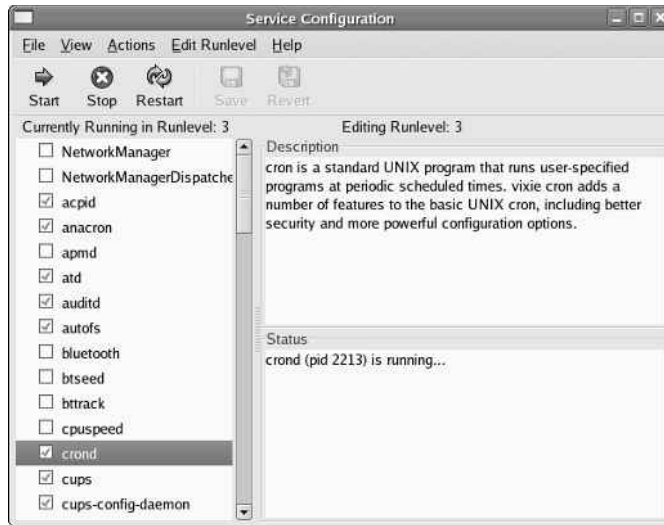 Service Configuration
File View Actions Edit Runlevel Help
Start Stop Restart Save Revert
Currently Running in Runlevel: 3
Editing Runlevel: 3
NetworkManager
NetworkManagerDispatche
acpid
anacron
apmd
atd
auditd
autofs
bluetooth
btseed
bttrack
cpuspeed
crond
cups
cups-config-daemon
Description
cron is a standard UNIX program that runs user-specified
programs at periodic scheduled times. vixie cron adds a
number of features to the basic UNIX cron, including better
security and more powerful configuration options.
Status
crond (pid 2213) is running...